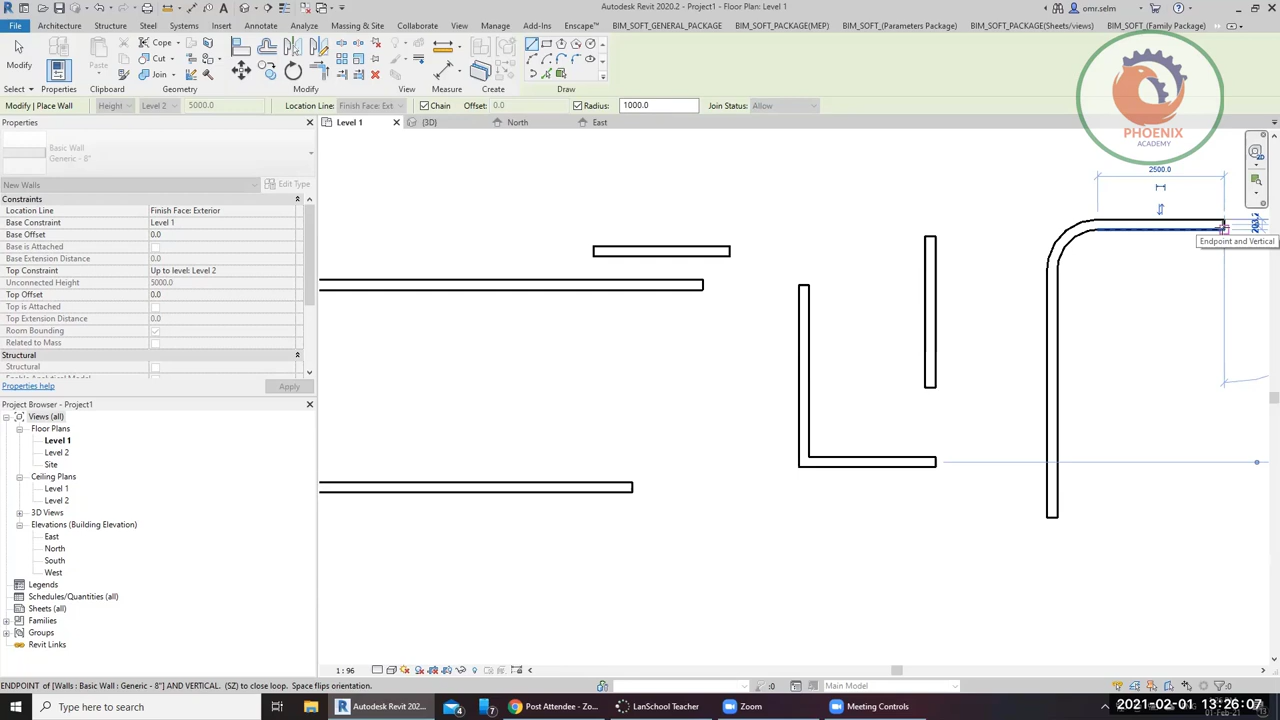 Autodesk Revit 2020.2 - Project1 - Floor Plan: Level 1
omr.selm
File Architecture Structure Steel Systems Insert Annotate Analyze Massing & Site Collaborate View Manage Add-Ins Enscape™ BIM_SOFT_GENERAL_PACKAGE BIM_SOFT_PACKAGE(MEP) (Parameters Package) BIM_SOFT_PACKAGE(Sheets/views) BIM_SOFT (Family Package)
Cope
Cut
Join
Modify
Paste
Select Properties Clipboard Geometry Modify View Measure Create Draw
PHOENIX
ACADEMY
Modify | Place Wall Height Level 2 5000.0 Location Line: Finish Face: Ext Chain Offset: 0.0 Radius: 1000.0 Join Status: Allow
Properties
Level 1 (3D) North East
Basic Wall
Generic - 8"
New Walls Edit Type
Constraints
Location Line Finish Face: Exterior
Base Constraint Level 1
Base Offset 0.0
Base is Attached
Base Extension Distance 0.0
Top Constraint Up to level: Level 2
Unconnected Height 5000.0
Top Offset 0.0
Top is Attached
Top Extension Distance 0.0
Room Bounding
Related to Mass
Structural
Structural
Properties help Apply
2500.0
Endpoint and Vertical
Project Browser - Project1
Views (all)
Floor Plans
Level 1
Level 2
Site
Ceiling Plans
Level 1
Level 2
3D Views
Elevations (Building Elevation)
East
North
South
West
Legends
Schedules/Quantities (all)
Sheets (all)
Families
Groups
Revit Links
1 : 96
ENDPOINT of [Walls : Basic Wall : Generic - 8"] AND VERTICAL. (SZ) to close loop. Space flips orientation.
:0 Main Model :0
Type here to search
Autodesk Revit 202...
4
7
Post Attendee - Zo...
LanSchool Teacher
Zoom
Meeting Controls
2021-02-01 13:26:07